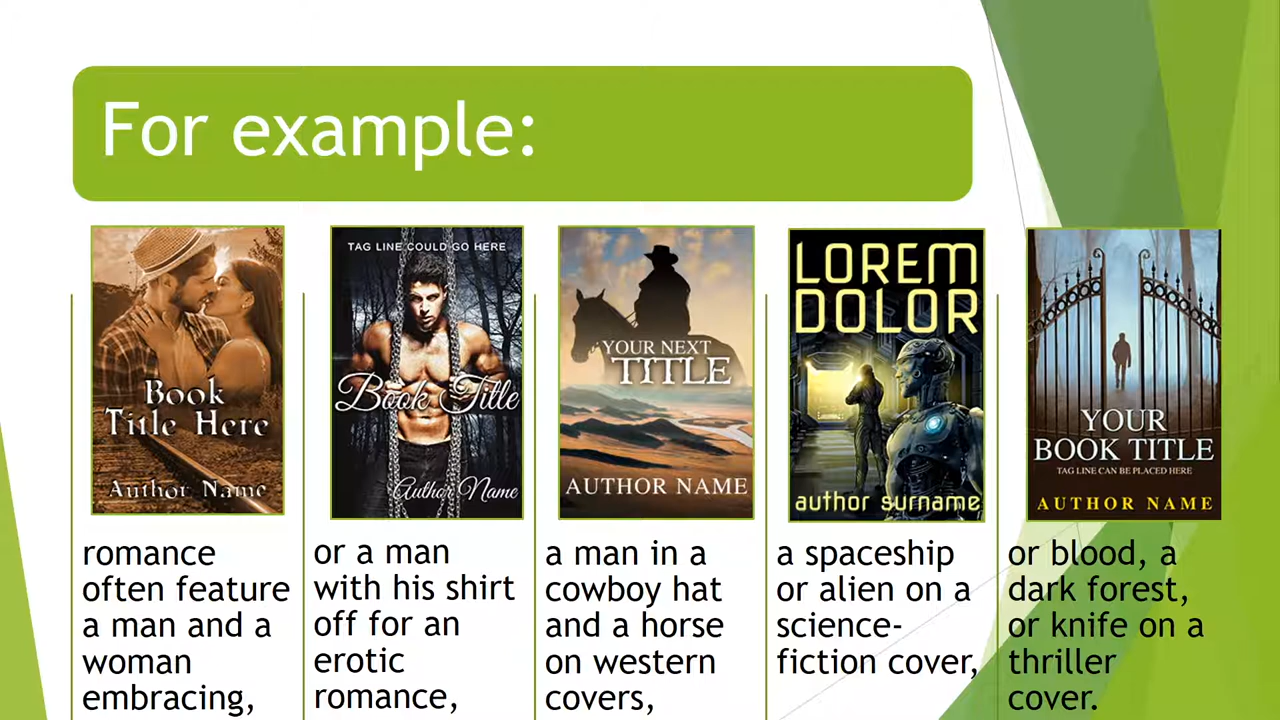 For example:
Book
Title Here
Author Name
romance
often feature
a man and a
woman
embracing,
TAG LINE COULD GO HERE
Book Title
Author Name
or a man
with his shirt
off for an
erotic
romance,
YOUR NEXT
TITLE
AUTHOR NAME
a man in a
cowboy hat
and a horse
on western
covers,
LOREM
DOLOR
author surname
a spaceship
or alien on a
science-
fiction cover,
YOUR
BOOK TITLE
TAG LINE CAN BE PLACED HERE
AUTHOR NAME
or blood, a
dark forest,
or knife on a
thriller
cover.